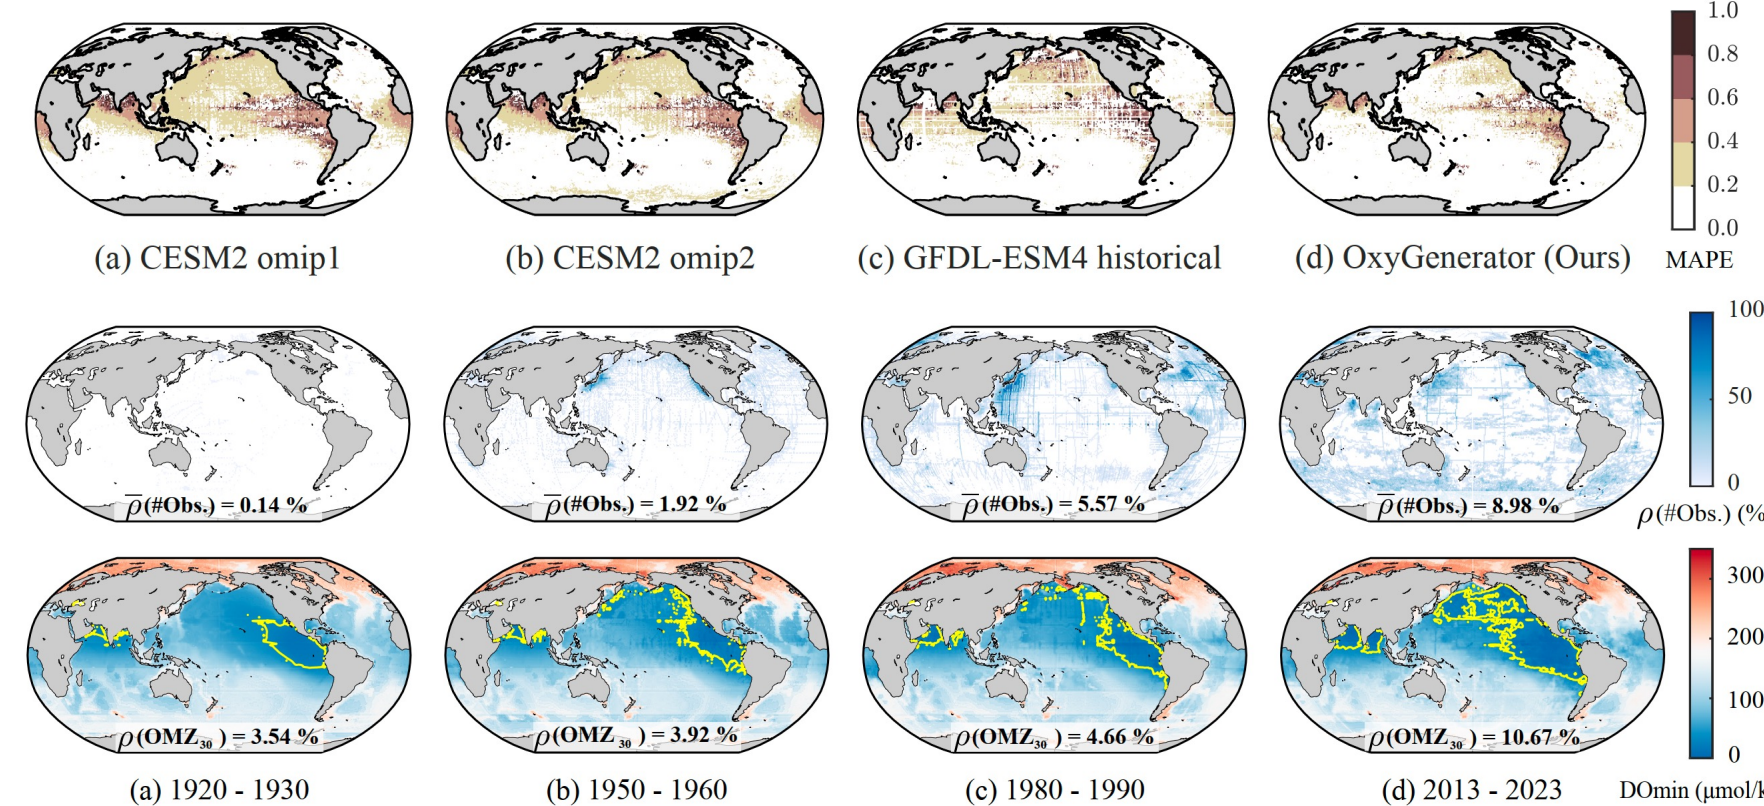 1.0
0.8
0.6
0.4
0.2
0.0
(a) CESM2 omip1
(b) CESM2 omip2
(c) GFDL-ESM4 historical
(d) OxyGenerator (Ours)
MAPE
100
50
0
ρ̅(#Obs.) = 0.14 %
ρ̅(#Obs.) = 1.92 %
ρ̅(#Obs.) = 5.57 %
ρ̅(#Obs.) = 8.98 %
ρ(#Obs.) (%
300
200
100
0
ρ(OMZ₃₀) = 3.54 %
ρ(OMZ₃₀) = 3.92 %
ρ(OMZ₃₀) = 4.66 %
ρ(OMZ₃₀) = 10.67 %
(a) 1920 - 1930
(b) 1950 - 1960
(c) 1980 - 1990
(d) 2013 - 2023
DOmin (μmol/k